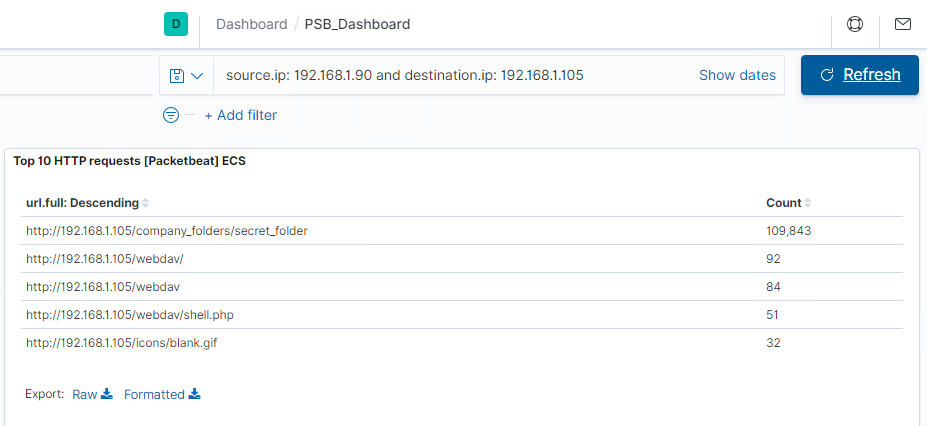 D Dashboard / PSB_Dashboard
source.ip: 192.168.1.90 and destination.ip: 192.168.1.105 Show dates Refresh
+ Add filter
Top 10 HTTP requests [Packetbeat] ECS
url.full: Descending Count
http://192.168.1.105/company_folders/secret_folder 109,843
http://192.168.1.105/webdav/ 92
http://192.168.1.105/webdav 84
http://192.168.1.105/webdav/shell.php 51
http://192.168.1.105/icons/blank.gif 32
Export: Raw Formatted